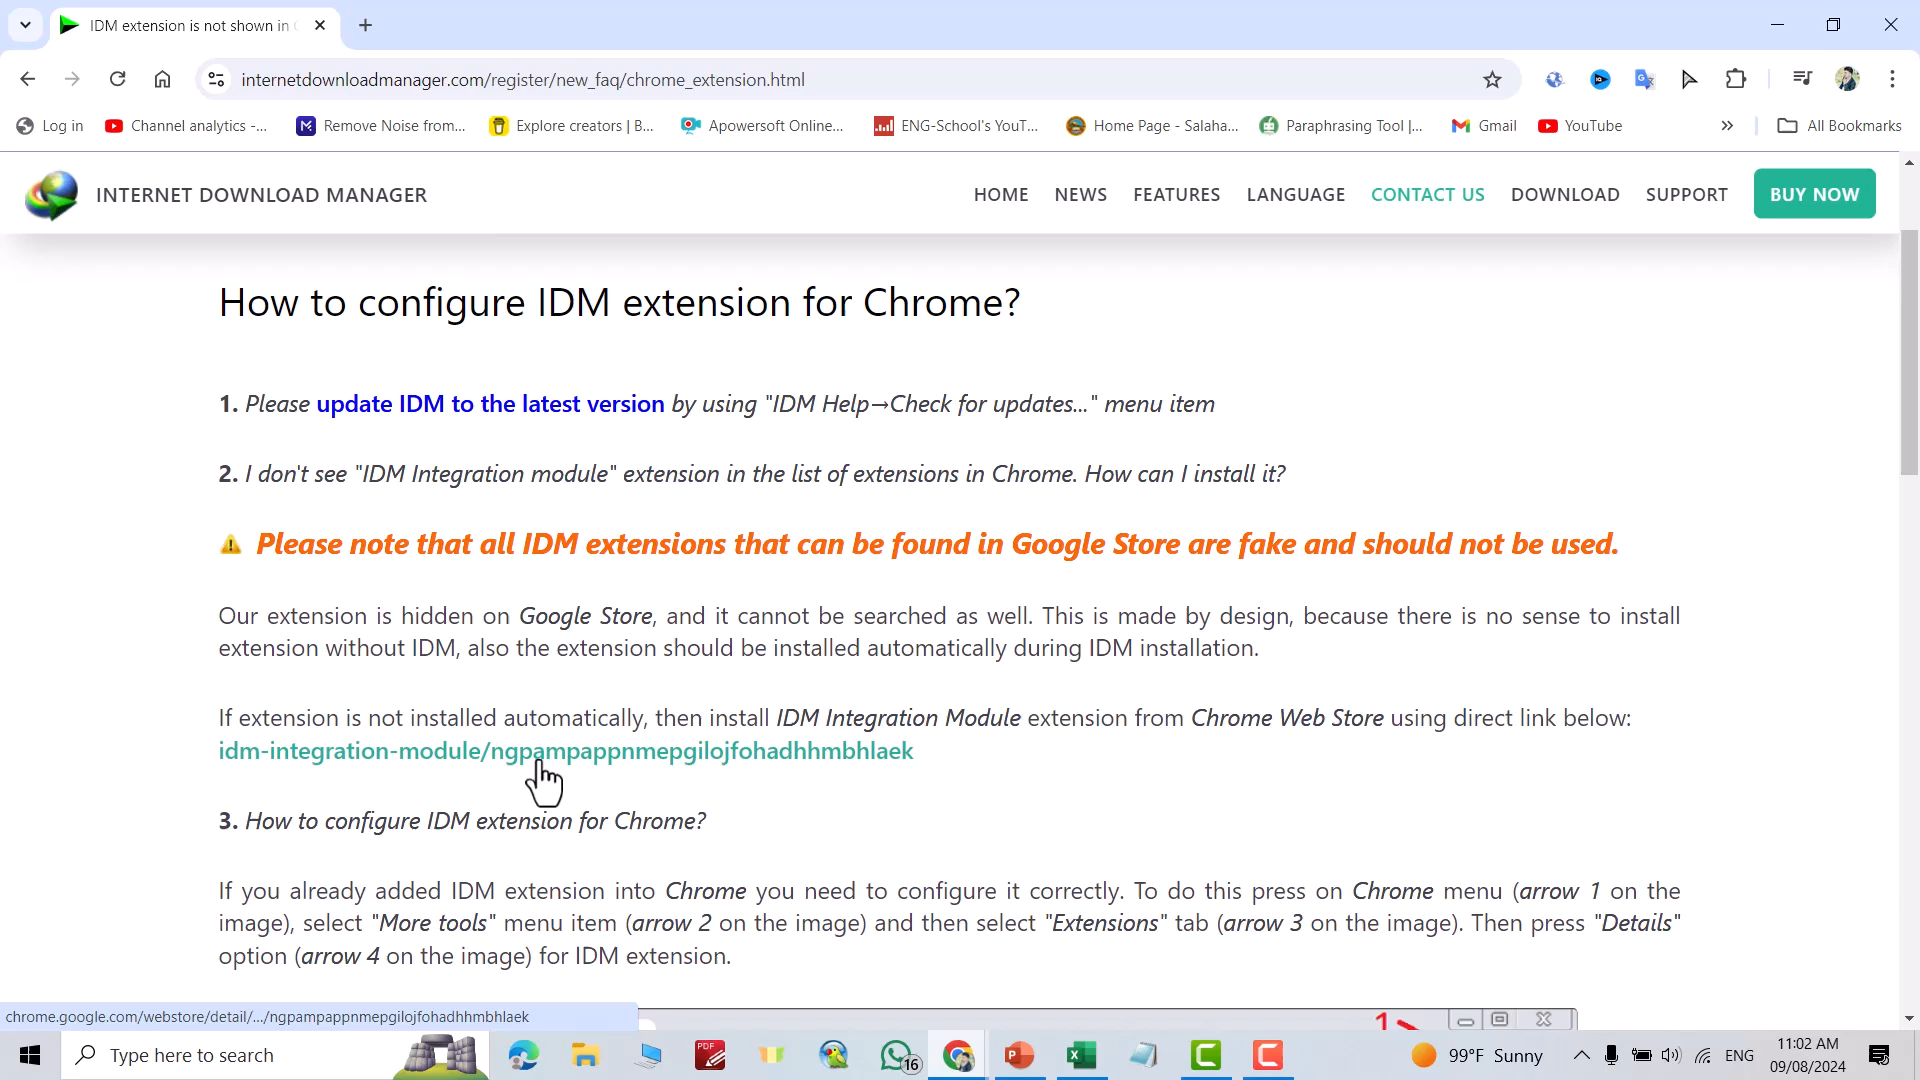 IDM extension is not shown in C
internetdownloadmanager.com/register/new_faq/chrome_extension.html
Log in
Channel analytics -...
Remove Noise from...
Explore creators | B...
Apowersoft Online...
ENG-School's YouT...
Home Page - Salaha...
Paraphrasing Tool |...
Gmail
YouTube
All Bookmarks
INTERNET DOWNLOAD MANAGER
HOME
NEWS
FEATURES
LANGUAGE
CONTACT US
DOWNLOAD
SUPPORT
BUY NOW
How to configure IDM extension for Chrome?
1. Please update IDM to the latest version by using "IDM Help→Check for updates..." menu item
2. I don't see "IDM Integration module" extension in the list of extensions in Chrome. How can I install it?
Please note that all IDM extensions that can be found in Google Store are fake and should not be used.
Our extension is hidden on Google Store, and it cannot be searched as well. This is made by design, because there is no sense to install
extension without IDM, also the extension should be installed automatically during IDM installation.
If extension is not installed automatically, then install IDM Integration Module extension from Chrome Web Store using direct link below:
idm-integration-module/ngpampappnmepgilojfohadhhmbhlaek
3. How to configure IDM extension for Chrome?
If you already added IDM extension into Chrome you need to configure it correctly. To do this press on Chrome menu (arrow 1 on the
image), select "More tools" menu item (arrow 2 on the image) and then select "Extensions" tab (arrow 3 on the image). Then press "Details"
option (arrow 4 on the image) for IDM extension.
1
chrome.google.com/webstore/detail/.../ngpampappnmepgilojfohadhhmbhlaek
Type here to search
PDF
16
99°F Sunny
ENG
11:02 AM
09/08/2024